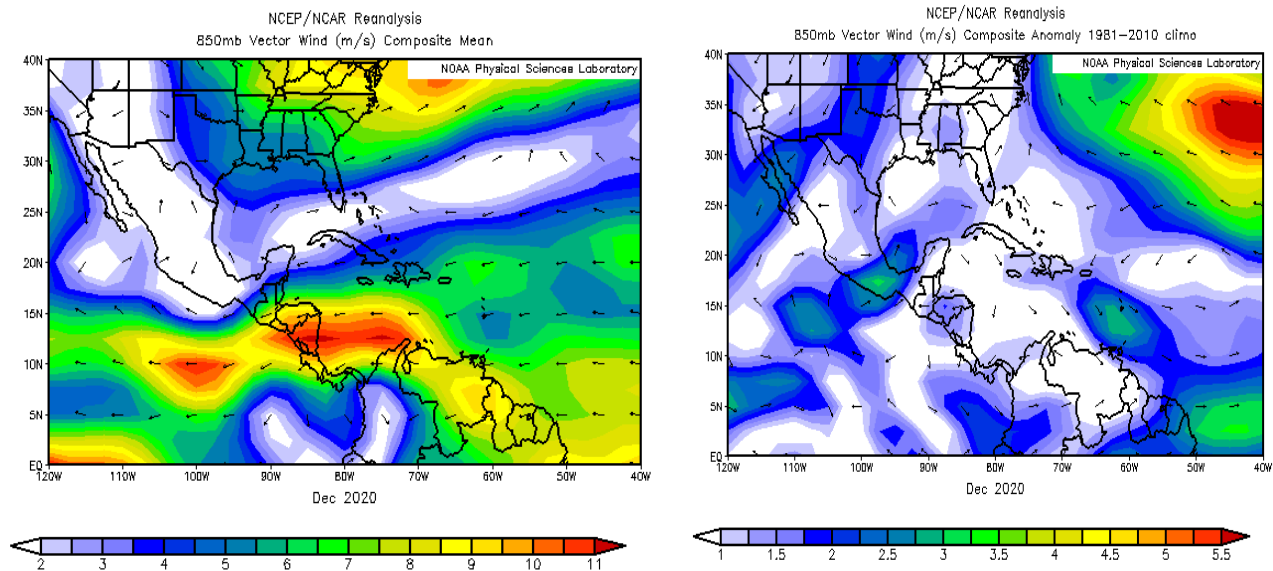 NCEP/NCAR Reanalysis
850mb Vector Wind (m/s) Composite Mean
NOAA Physical Sciences Laboratory
40N
35N
30N
25N
20N
15N
10N
5N
EQ
120W 110W 100W 90W 80W 70W 60W 50W 40W
Dec 2020
2 3 4 5 6 7 8 9 10 11
NCEP/NCAR Reanalysis
850mb Vector Wind (m/s) Composite Anomaly 1981-2010 climo
NOAA Physical Sciences Laboratory
40N
35N
30N
25N
20N
15N
10N
5N
EQ
120W 110W 100W 90W 80W 70W 60W 50W 40W
Dec 2020
1 1.5 2 2.5 3 3.5 4 4.5 5 5.5